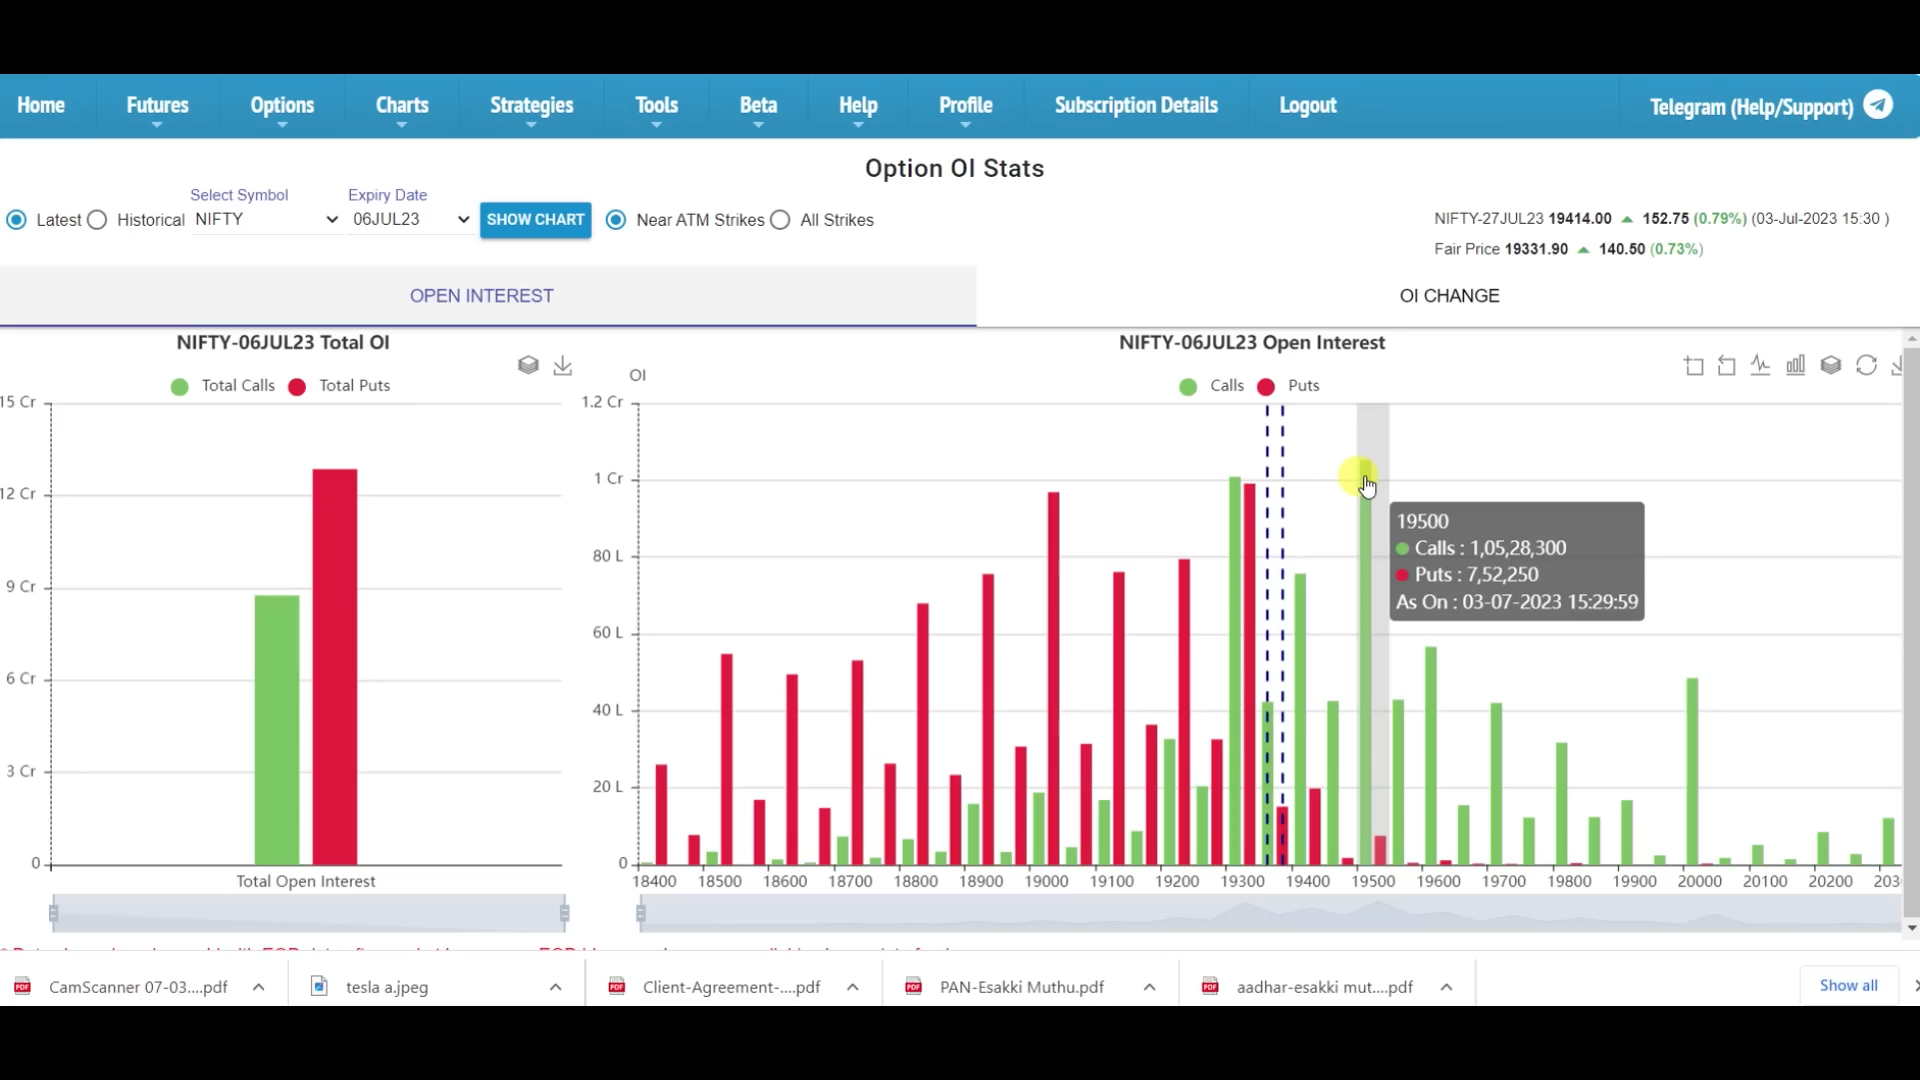 Home Futures Options Charts Strategies Tools Beta Help Profile Subscription Details Logout Telegram (Help/Support)
Option OI Stats
Select Symbol Expiry Date
Latest Historical NIFTY 06JUL23 SHOW CHART Near ATM Strikes All Strikes
NIFTY-27JUL23 19414.00 152.75 (0.79%) (03-Jul-2023 15:30 )
Fair Price 19331.90 140.50 (0.73%)
OPEN INTEREST OI CHANGE
NIFTY-06JUL23 Total OI
Total Calls Total Puts
15 Cr
12 Cr
9 Cr
6 Cr
3 Cr
0
Total Open Interest
NIFTY-06JUL23 Open Interest
OI
Calls Puts
1.2 Cr
1 Cr
80 L
60 L
40 L
20 L
0
19500
Calls : 1,05,28,300
Puts : 7,52,250
As On : 03-07-2023 15:29:59
18400 18500 18600 18700 18800 18900 19000 19100 19200 19300 19400 19500 19600 19700 19800 19900 20000 20100 20200 203
CamScanner 07-03....pdf tesla a.jpeg Client-Agreement-....pdf PAN-Esakki Muthu.pdf aadhar-esakki mut....pdf Show all